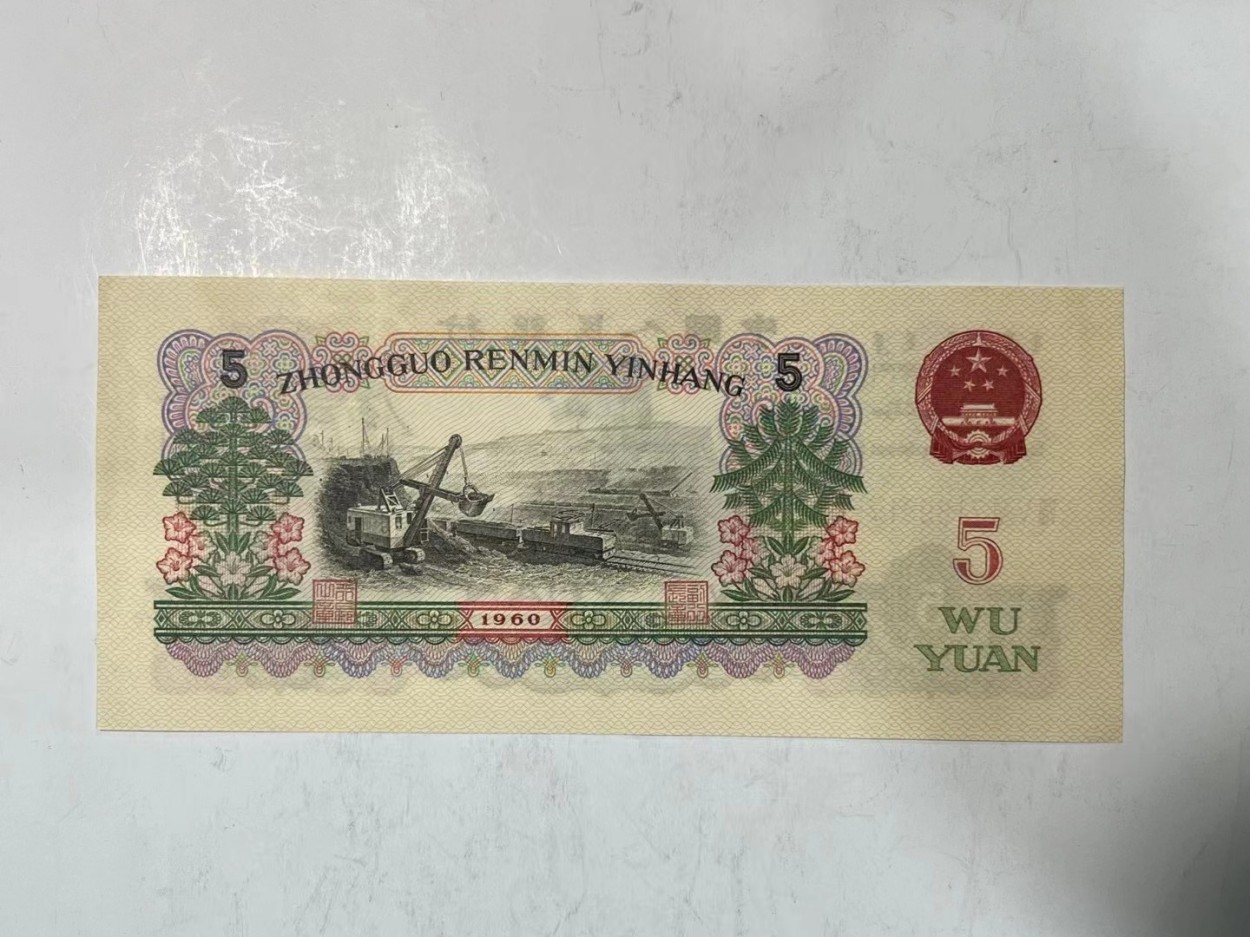 5 ZHONGGUO RENMIN YINHANG 5
5
1960
WU
YUAN